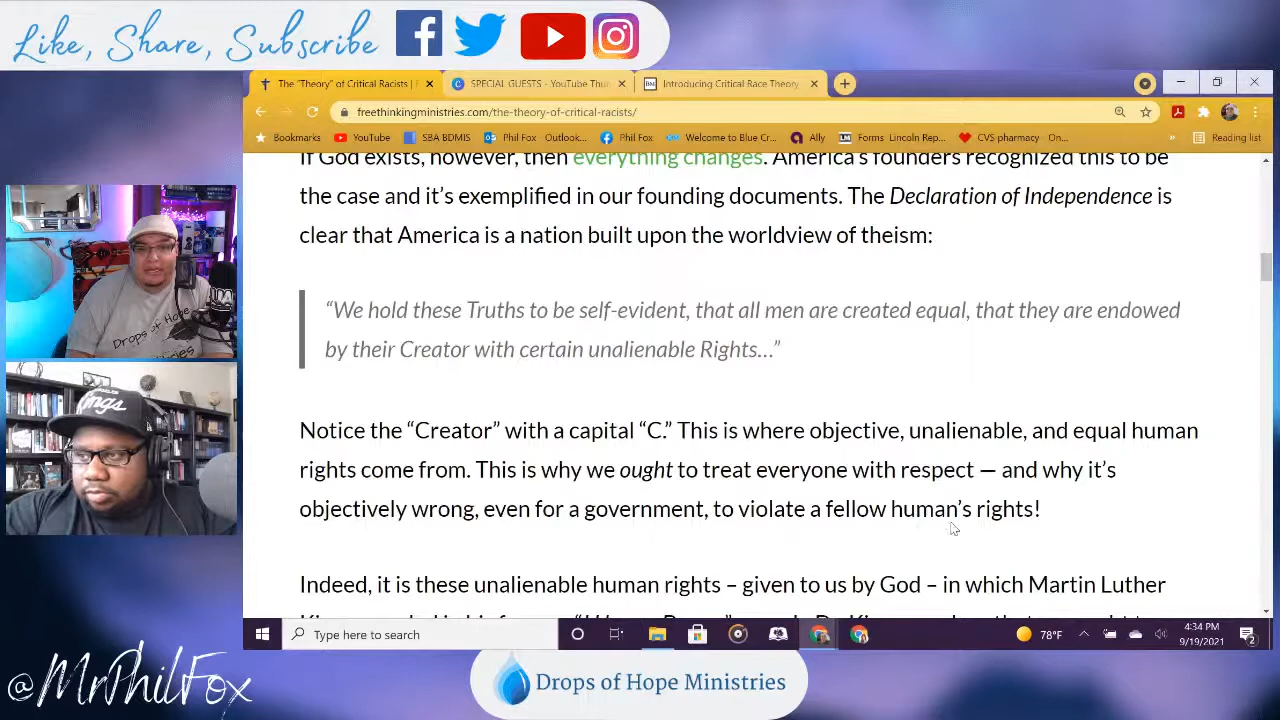 Like, Share, Subscribe
The "Theory" of Critical Racists |
SPECIAL GUESTS - YouTube Thu
Introducing Critical Race Theory
freethinkingministries.com/the-theory-of-critical-racists/
Bookmarks
YouTube
SBA BDMIS
Phil Fox Outlook...
Phil Fox
Welcome to Blue Cr...
Ally
Forms Lincoln Rep...
CVS pharmacy - On...
»
Reading list
If God exists, however, then everything changes. America's founders recognized this to be
the case and it's exemplified in our founding documents. The Declaration of Independence is
clear that America is a nation built upon the worldview of theism:
"We hold these Truths to be self-evident, that all men are created equal, that they are endowed
by their Creator with certain unalienable Rights…"
Notice the "Creator" with a capital "C." This is where objective, unalienable, and equal human
rights come from. This is why we ought to treat everyone with respect — and why it's
objectively wrong, even for a government, to violate a fellow human's rights!
Indeed, it is these unalienable human rights – given to us by God – in which Martin Luther
Drops of Hope
Kings
Type here to search
78°F
4:34 PM
9/19/2021
2
@MrPhilFox
Drops of Hope Ministries